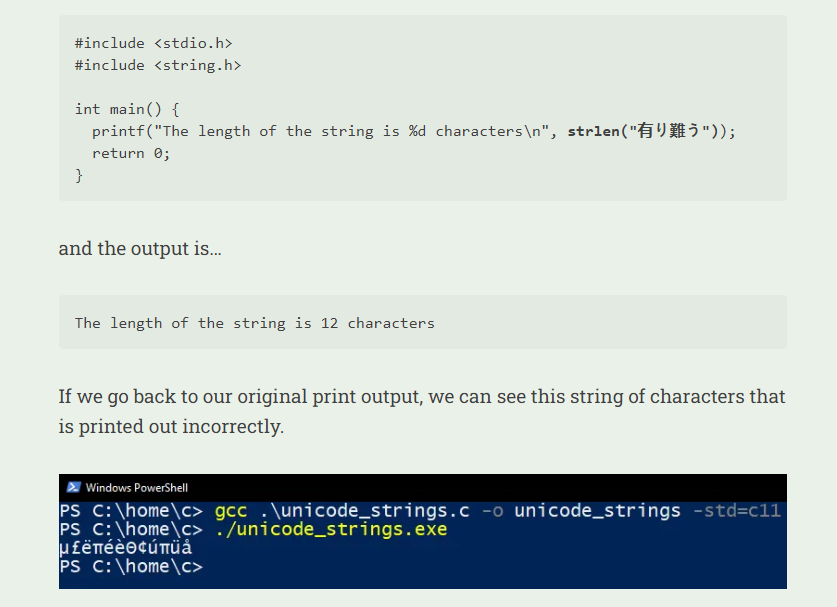 #include <stdio.h>
#include <string.h>
int main() {
printf("The length of the string is %d characters\n", strlen("有り難う"));
return 0;
}
and the output is…
The length of the string is 12 characters
If we go back to our original print output, we can see this string of characters that
is printed out incorrectly.
Windows PowerShell
PS C:\home\c> gcc .\unicode_strings.c -o unicode_strings -std=c11
PS C:\home\c> ./unicode_strings.exe
µ£ëπéèΘ¢úπüå
PS C:\home\c>